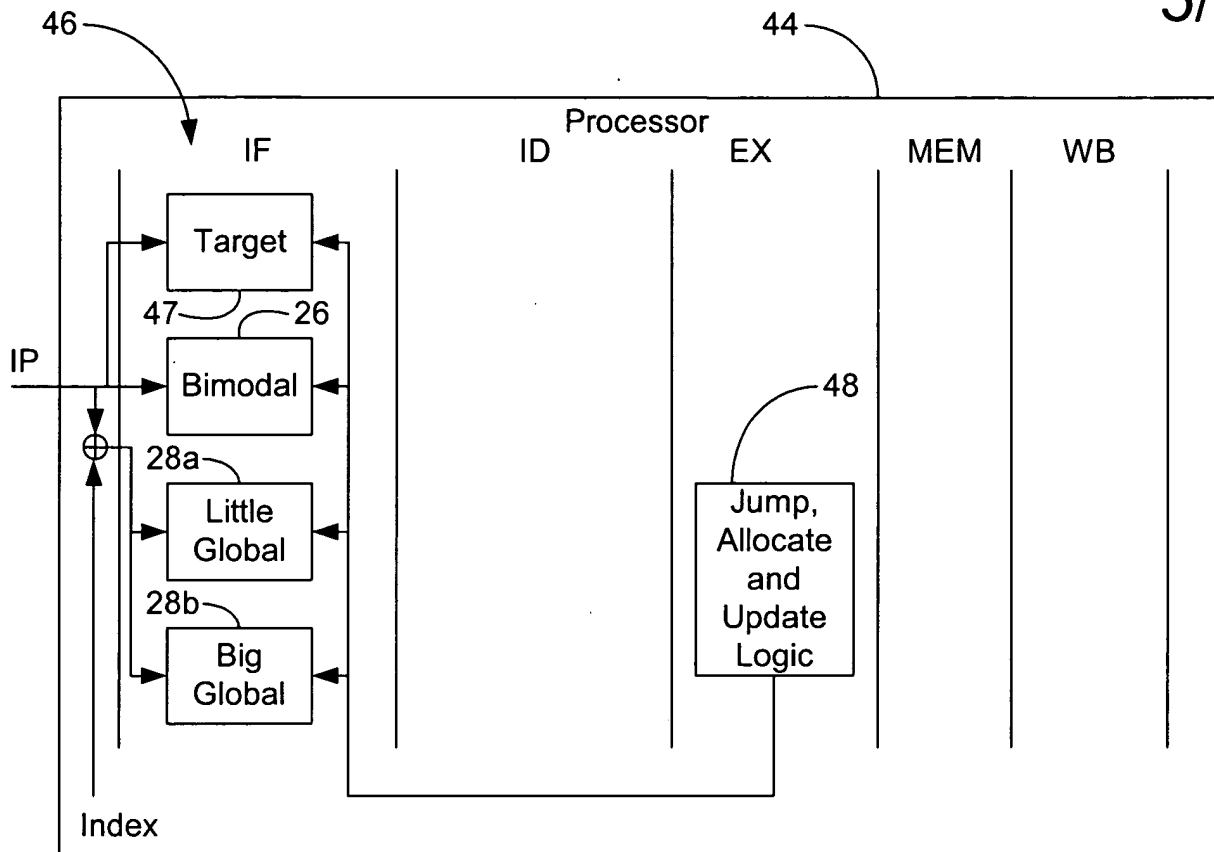 46
44
3/
Processor
IF
ID
EX
MEM
WB
Target
47
26
IP
Bimodal
48
28a
Little
Global
Jump,
Allocate
and
Update
Logic
28b
Big
Global
Index